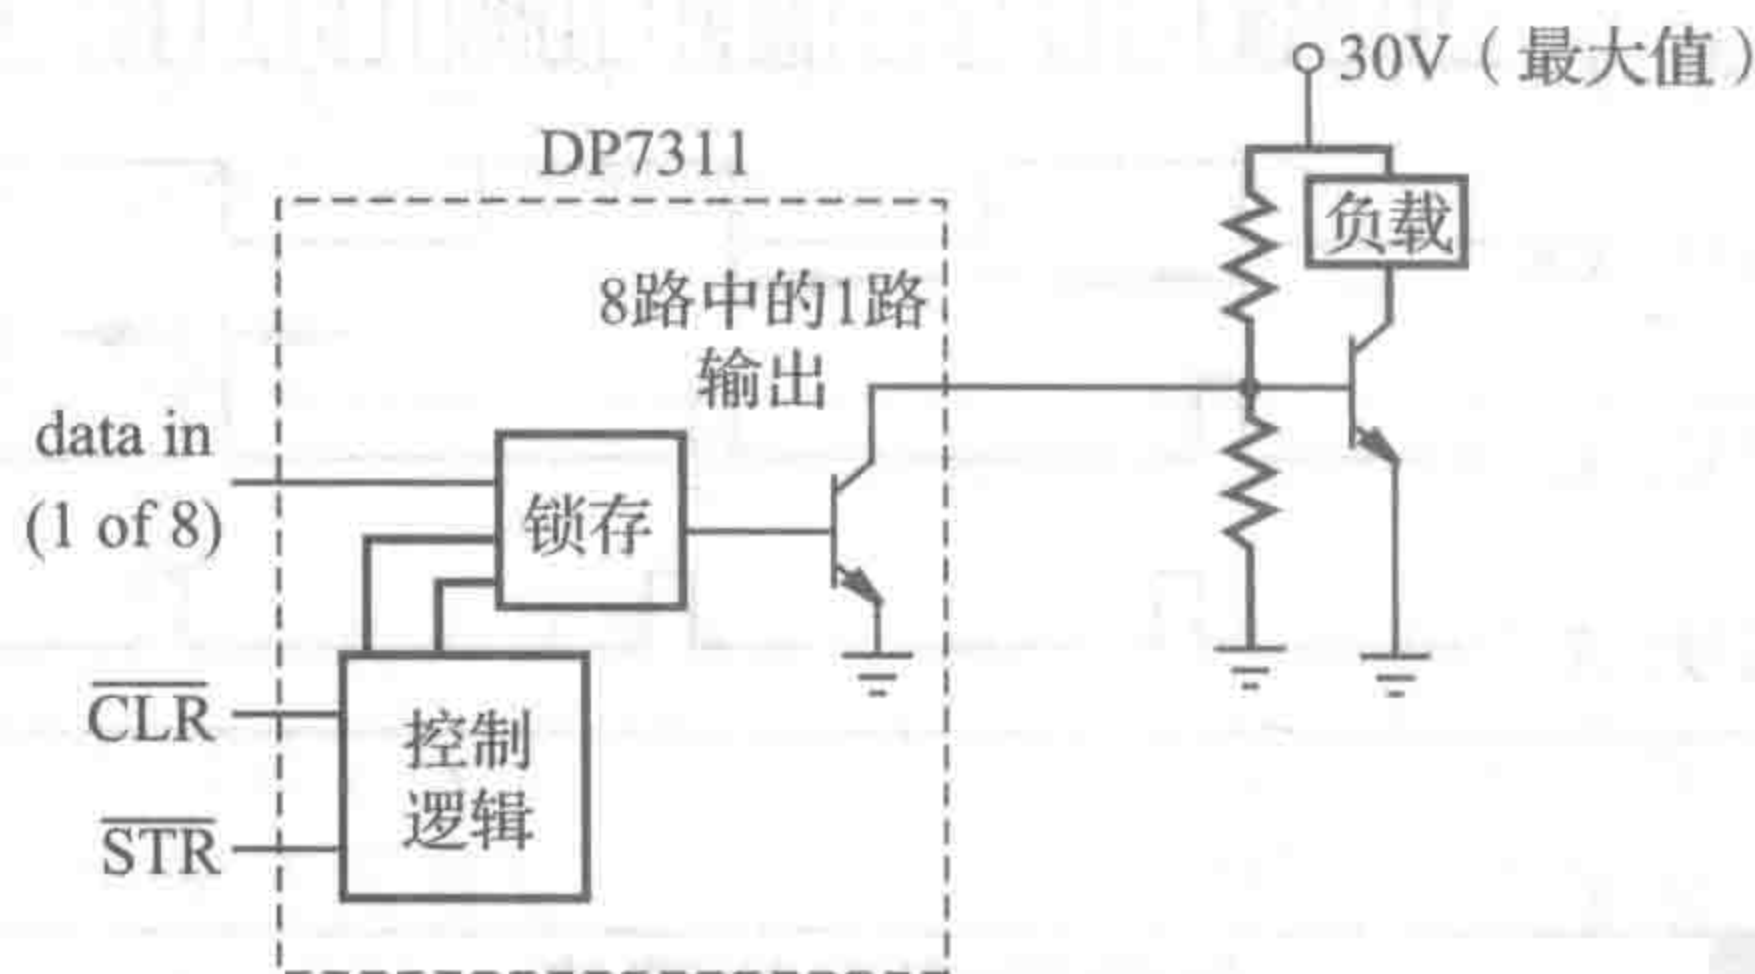 30V（最大值）
DP7311
负载
8路中的1路
输出
data in
(1 of 8)
锁存
CLR
控制
逻辑
STR